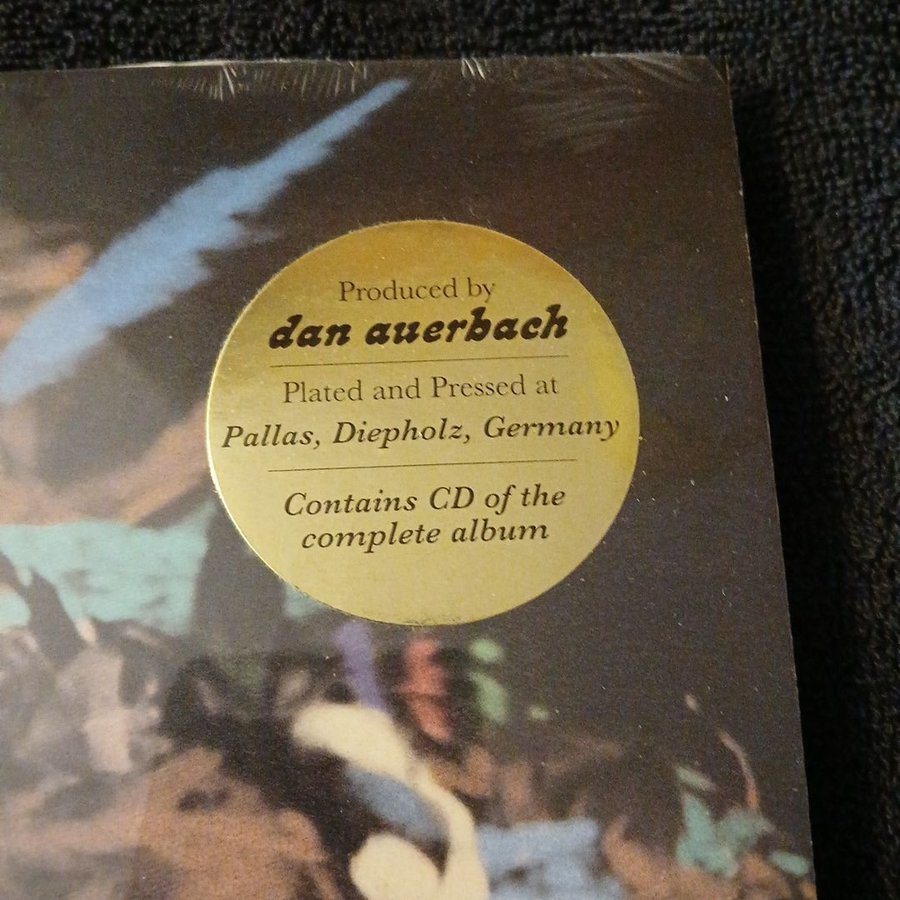 Produced by
dan auerbach
Plated and Pressed at
Pallas, Diepholz, Germany
Contains CD of the
complete album